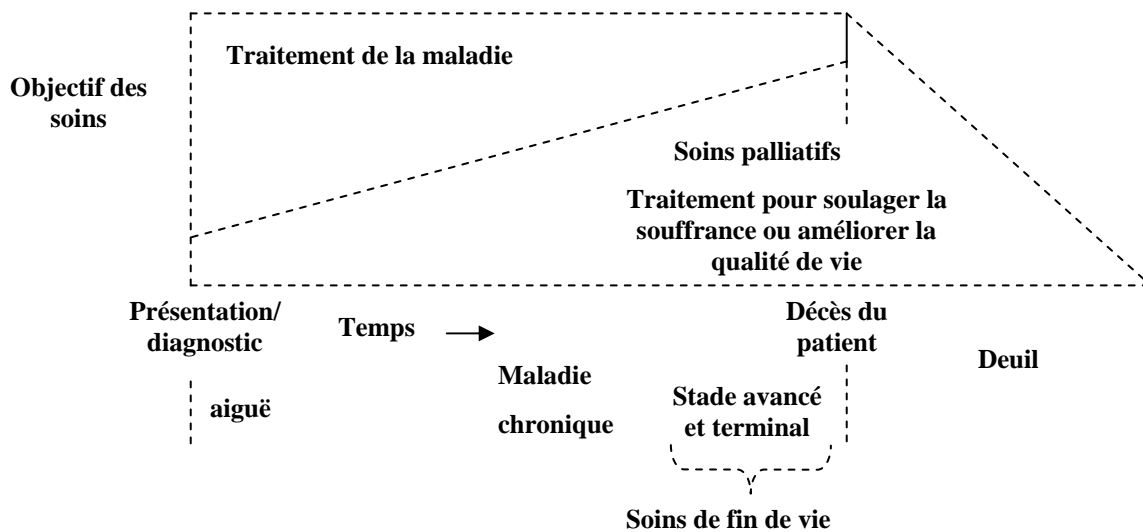 Traitement de la maladie
Objectif des
soins
Soins palliatifs
Traitement pour soulager la
souffrance ou améliorer la
qualité de vie
Présentation/
diagnostic
Temps
Décès du
patient
Deuil
aiguë
Maladie
chronique
Stade avancé
et terminal
Soins de fin de vie